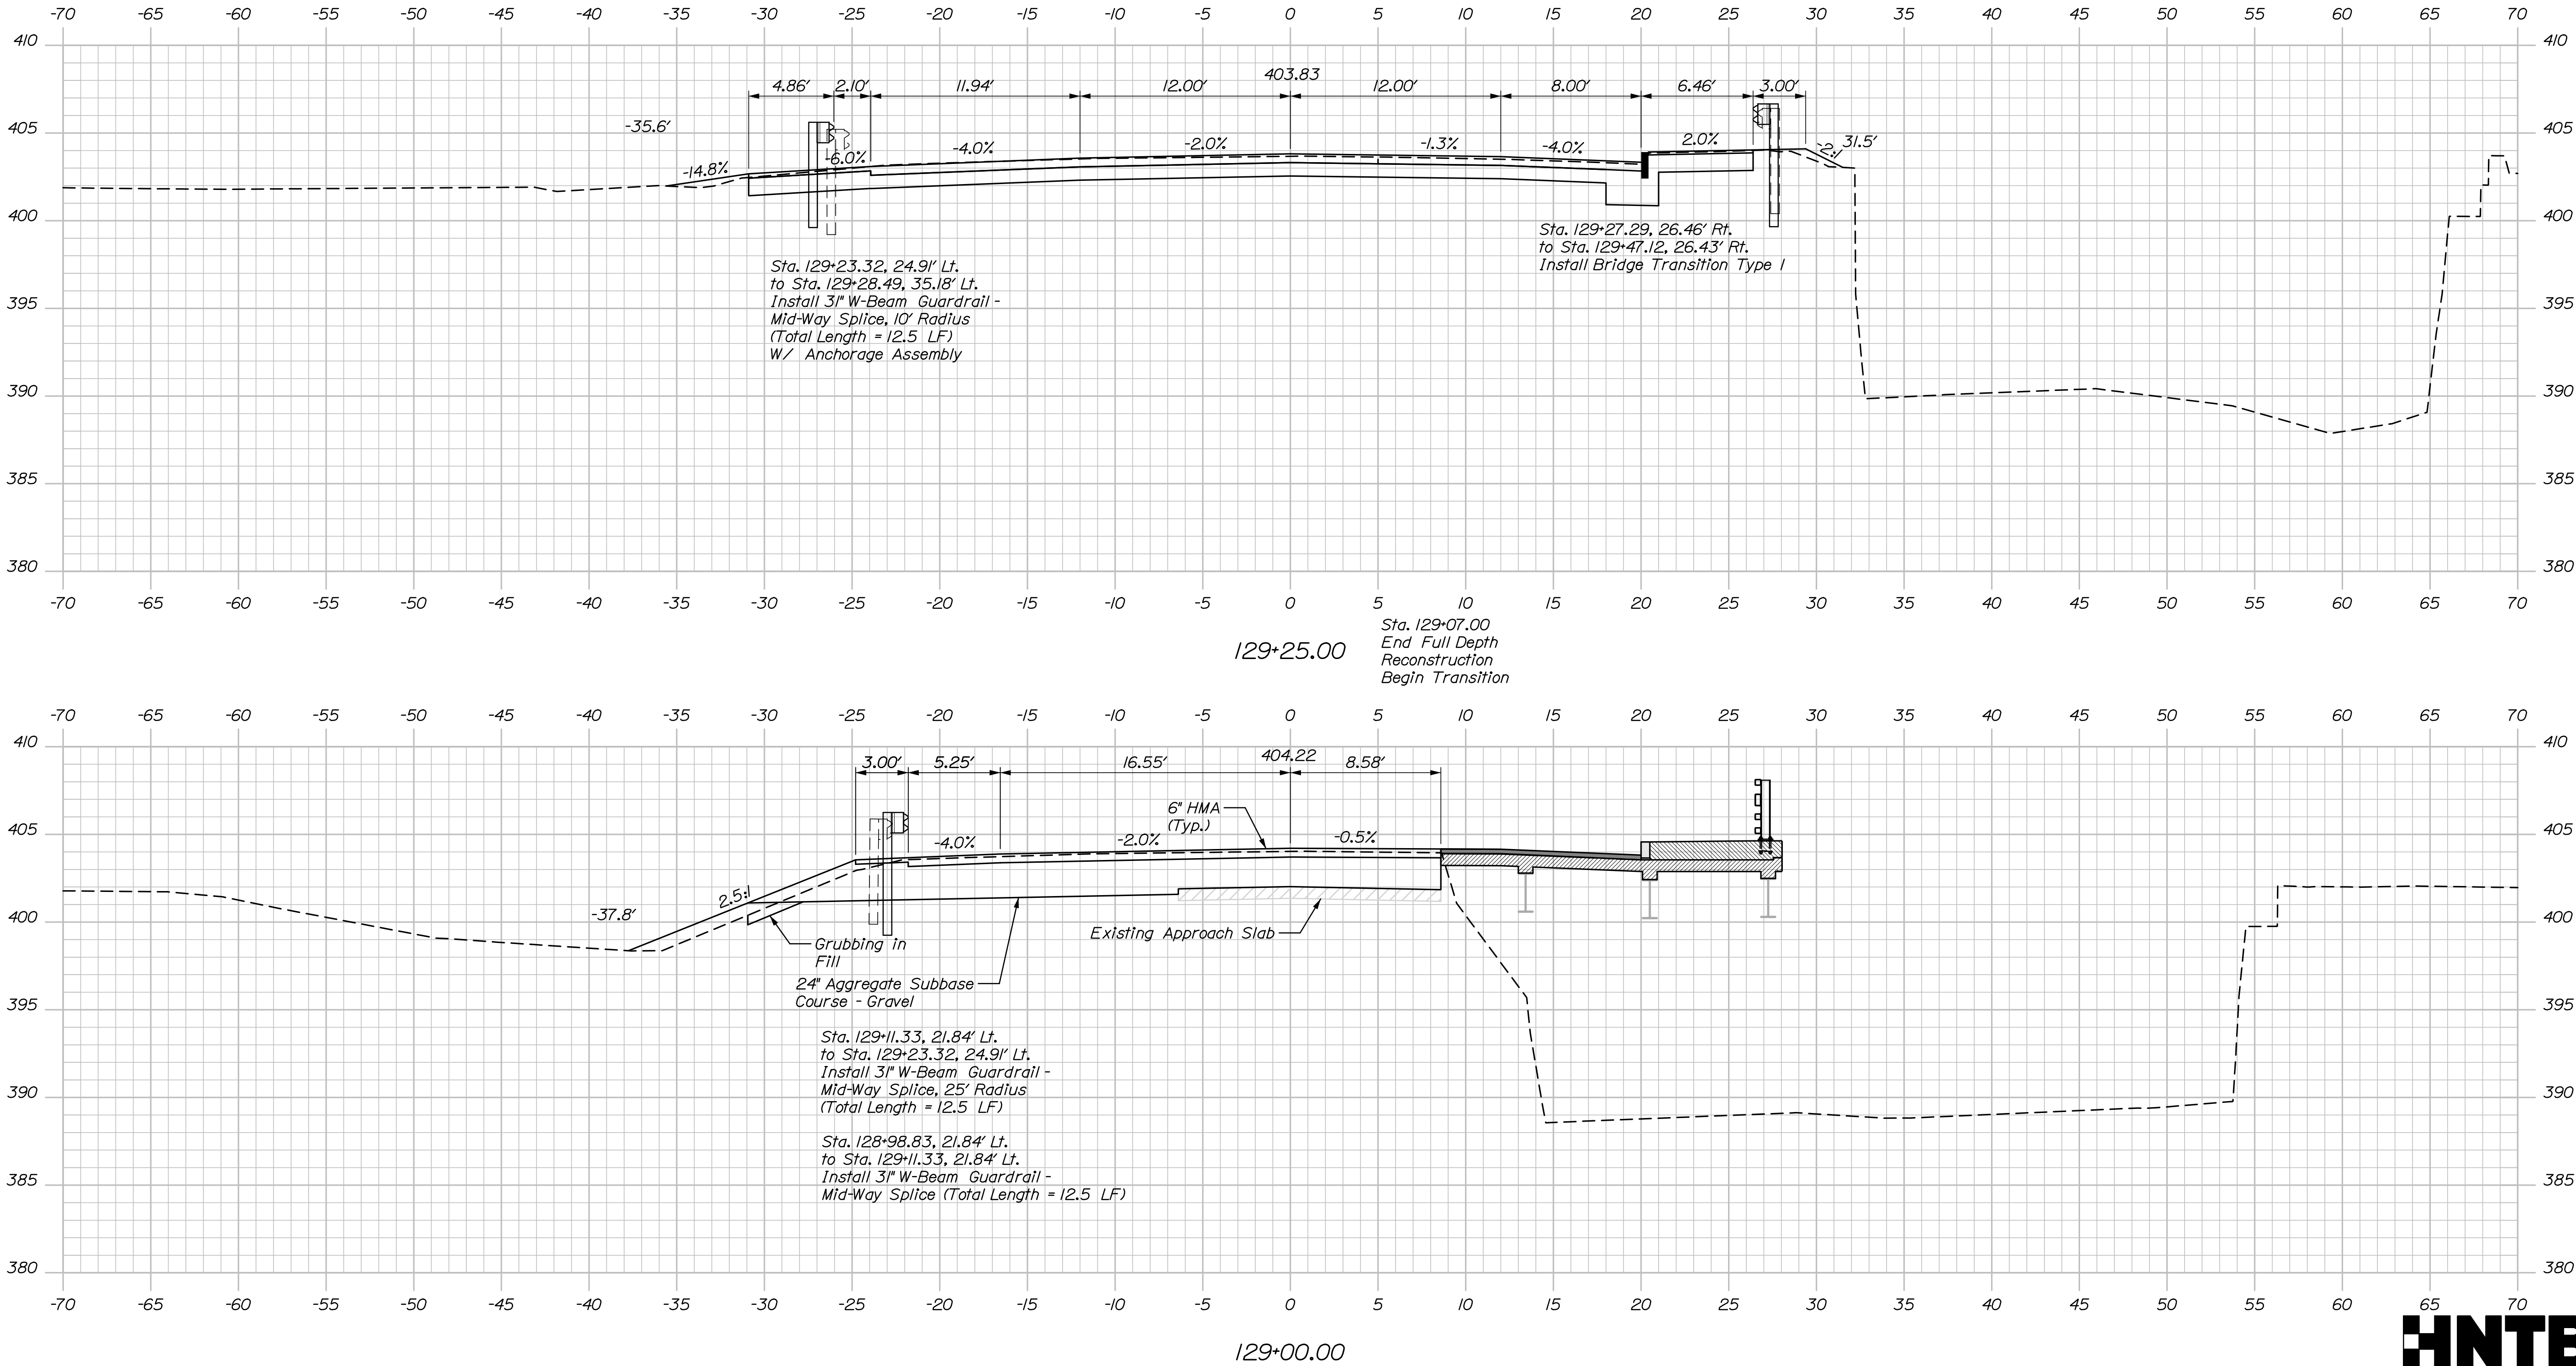 -70 -65 -60 -55 -50 -45 -40 -35 -30 -25 -20 -15 -10 -5 0 5 10 15 20 25 30 35 40 45 50 55 60 65 70
410 410
403.83
4.86' 2.10' 11.94' 12.00' 12.00' 8.00' 6.46' 3.00'
405 -35.6' 31.5' 405
-14.8% -6.0% -4.0% -2.0% -1.3% -4.0% 2.0% -2:1
400 400
Sta. 129+27.29, 26.46' Rt.
to Sta. 129+47.12, 26.43' Rt.
Install Bridge Transition Type 1
Sta. 129+23.32, 24.91' Lt.
to Sta. 129+28.49, 35.18' Lt.
Install 31" W-Beam Guardrail -
Mid-Way Splice, 10' Radius
(Total Length = 12.5 LF)
W/ Anchorage Assembly
395 395
390 390
385 385
380 380
-70 -65 -60 -55 -50 -45 -40 -35 -30 -25 -20 -15 -10 -5 0 5 10 15 20 25 30 35 40 45 50 55 60 65 70
129+25.00
Sta. 129+07.00
End Full Depth
Reconstruction
Begin Transition
-70 -65 -60 -55 -50 -45 -40 -35 -30 -25 -20 -15 -10 -5 0 5 10 15 20 25 30 35 40 45 50 55 60 65 70
410 410
404.22
3.00' 5.25' 16.55' 8.58'
6" HMA
(Typ.)
405 405
-4.0% -2.0% -0.5%
2.5:1
-37.8'
400 400
Existing Approach Slab
Grubbing in
Fill
24" Aggregate Subbase
Course - Gravel
395 395
Sta. 129+11.33, 21.84' Lt.
to Sta. 129+23.32, 24.91' Lt.
Install 31" W-Beam Guardrail -
Mid-Way Splice, 25' Radius
(Total Length = 12.5 LF)
390 390
Sta. 128+98.83, 21.84' Lt.
to Sta. 129+11.33, 21.84' Lt.
Install 31" W-Beam Guardrail -
Mid-Way Splice (Total Length = 12.5 LF)
385 385
380 380
-70 -65 -60 -55 -50 -45 -40 -35 -30 -25 -20 -15 -10 -5 0 5 10 15 20 25 30 35 40 45 50 55 60 65 70
129+00.00
HNTB